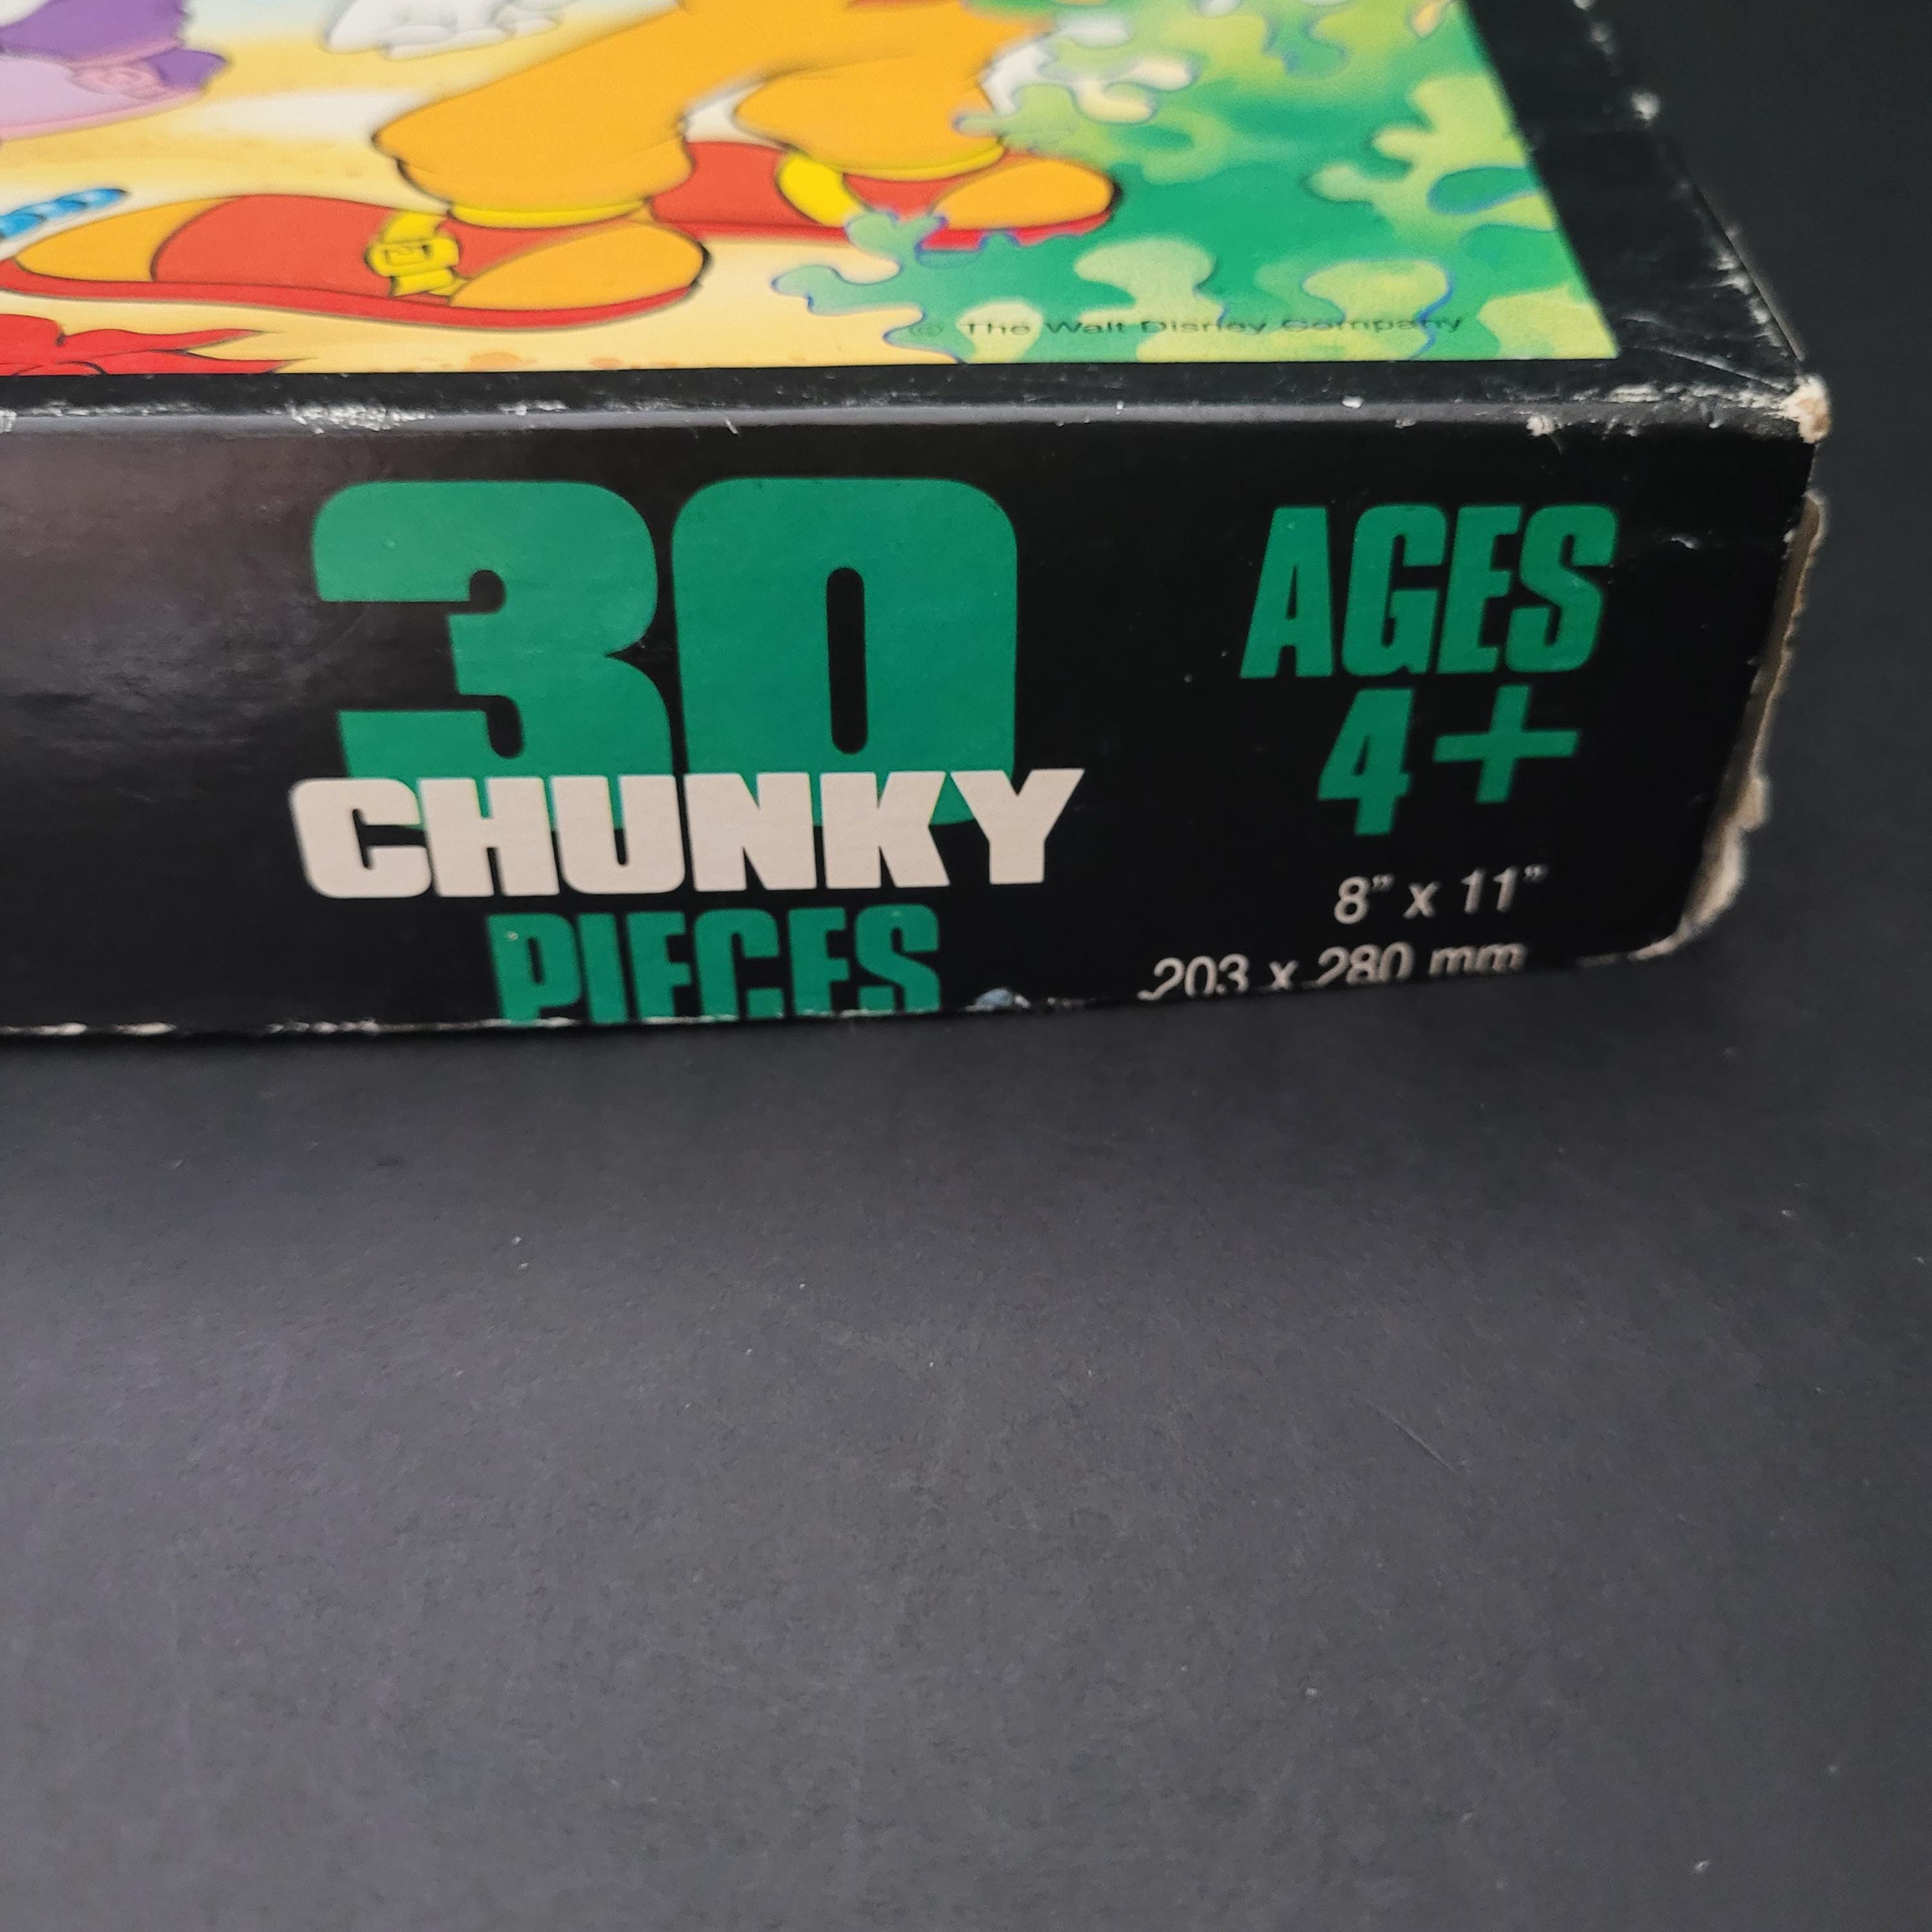 © The Walt Disney Company
30
CHUNKY
PIECES
AGES
4+
8” x 11”
203 x 280 mm